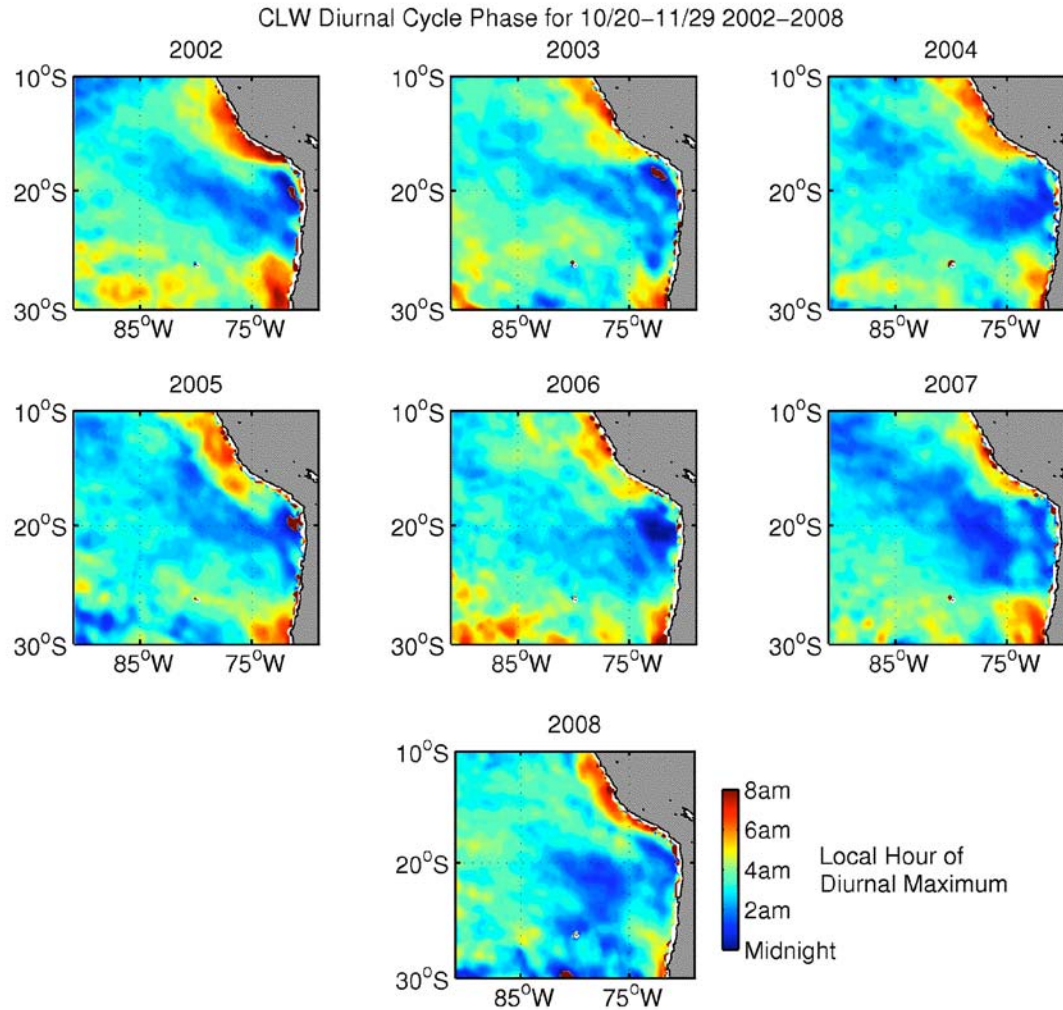 CLW Diurnal Cycle Phase for 10/20−11/29 2002−2008
2002
10°S
20°S
30°S
85°W 75°W
2003
10°S
20°S
30°S
85°W 75°W
2004
10°S
20°S
30°S
85°W 75°W
2005
10°S
20°S
30°S
85°W 75°W
2006
10°S
20°S
30°S
85°W 75°W
2007
10°S
20°S
30°S
85°W 75°W
2008
10°S
20°S
30°S
85°W 75°W
8am
6am
4am
2am
Midnight
Local Hour of
Diurnal Maximum